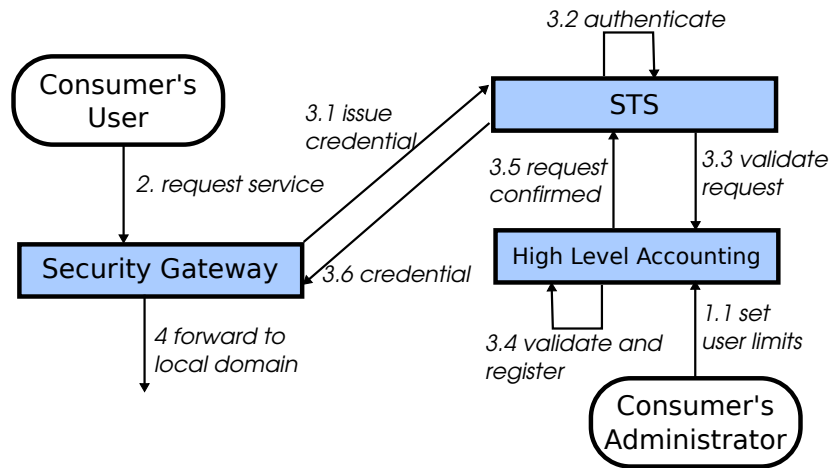 3.2 authenticate
Consumer's
User
STS
3.1 issue
credential
3.5 request
confirmed
3.3 validate
request
2. request service
Security Gateway
High Level Accounting
3.6 credential
4 forward to
local domain
3.4 validate and
register
1.1 set
user limits
Consumer's
Administrator